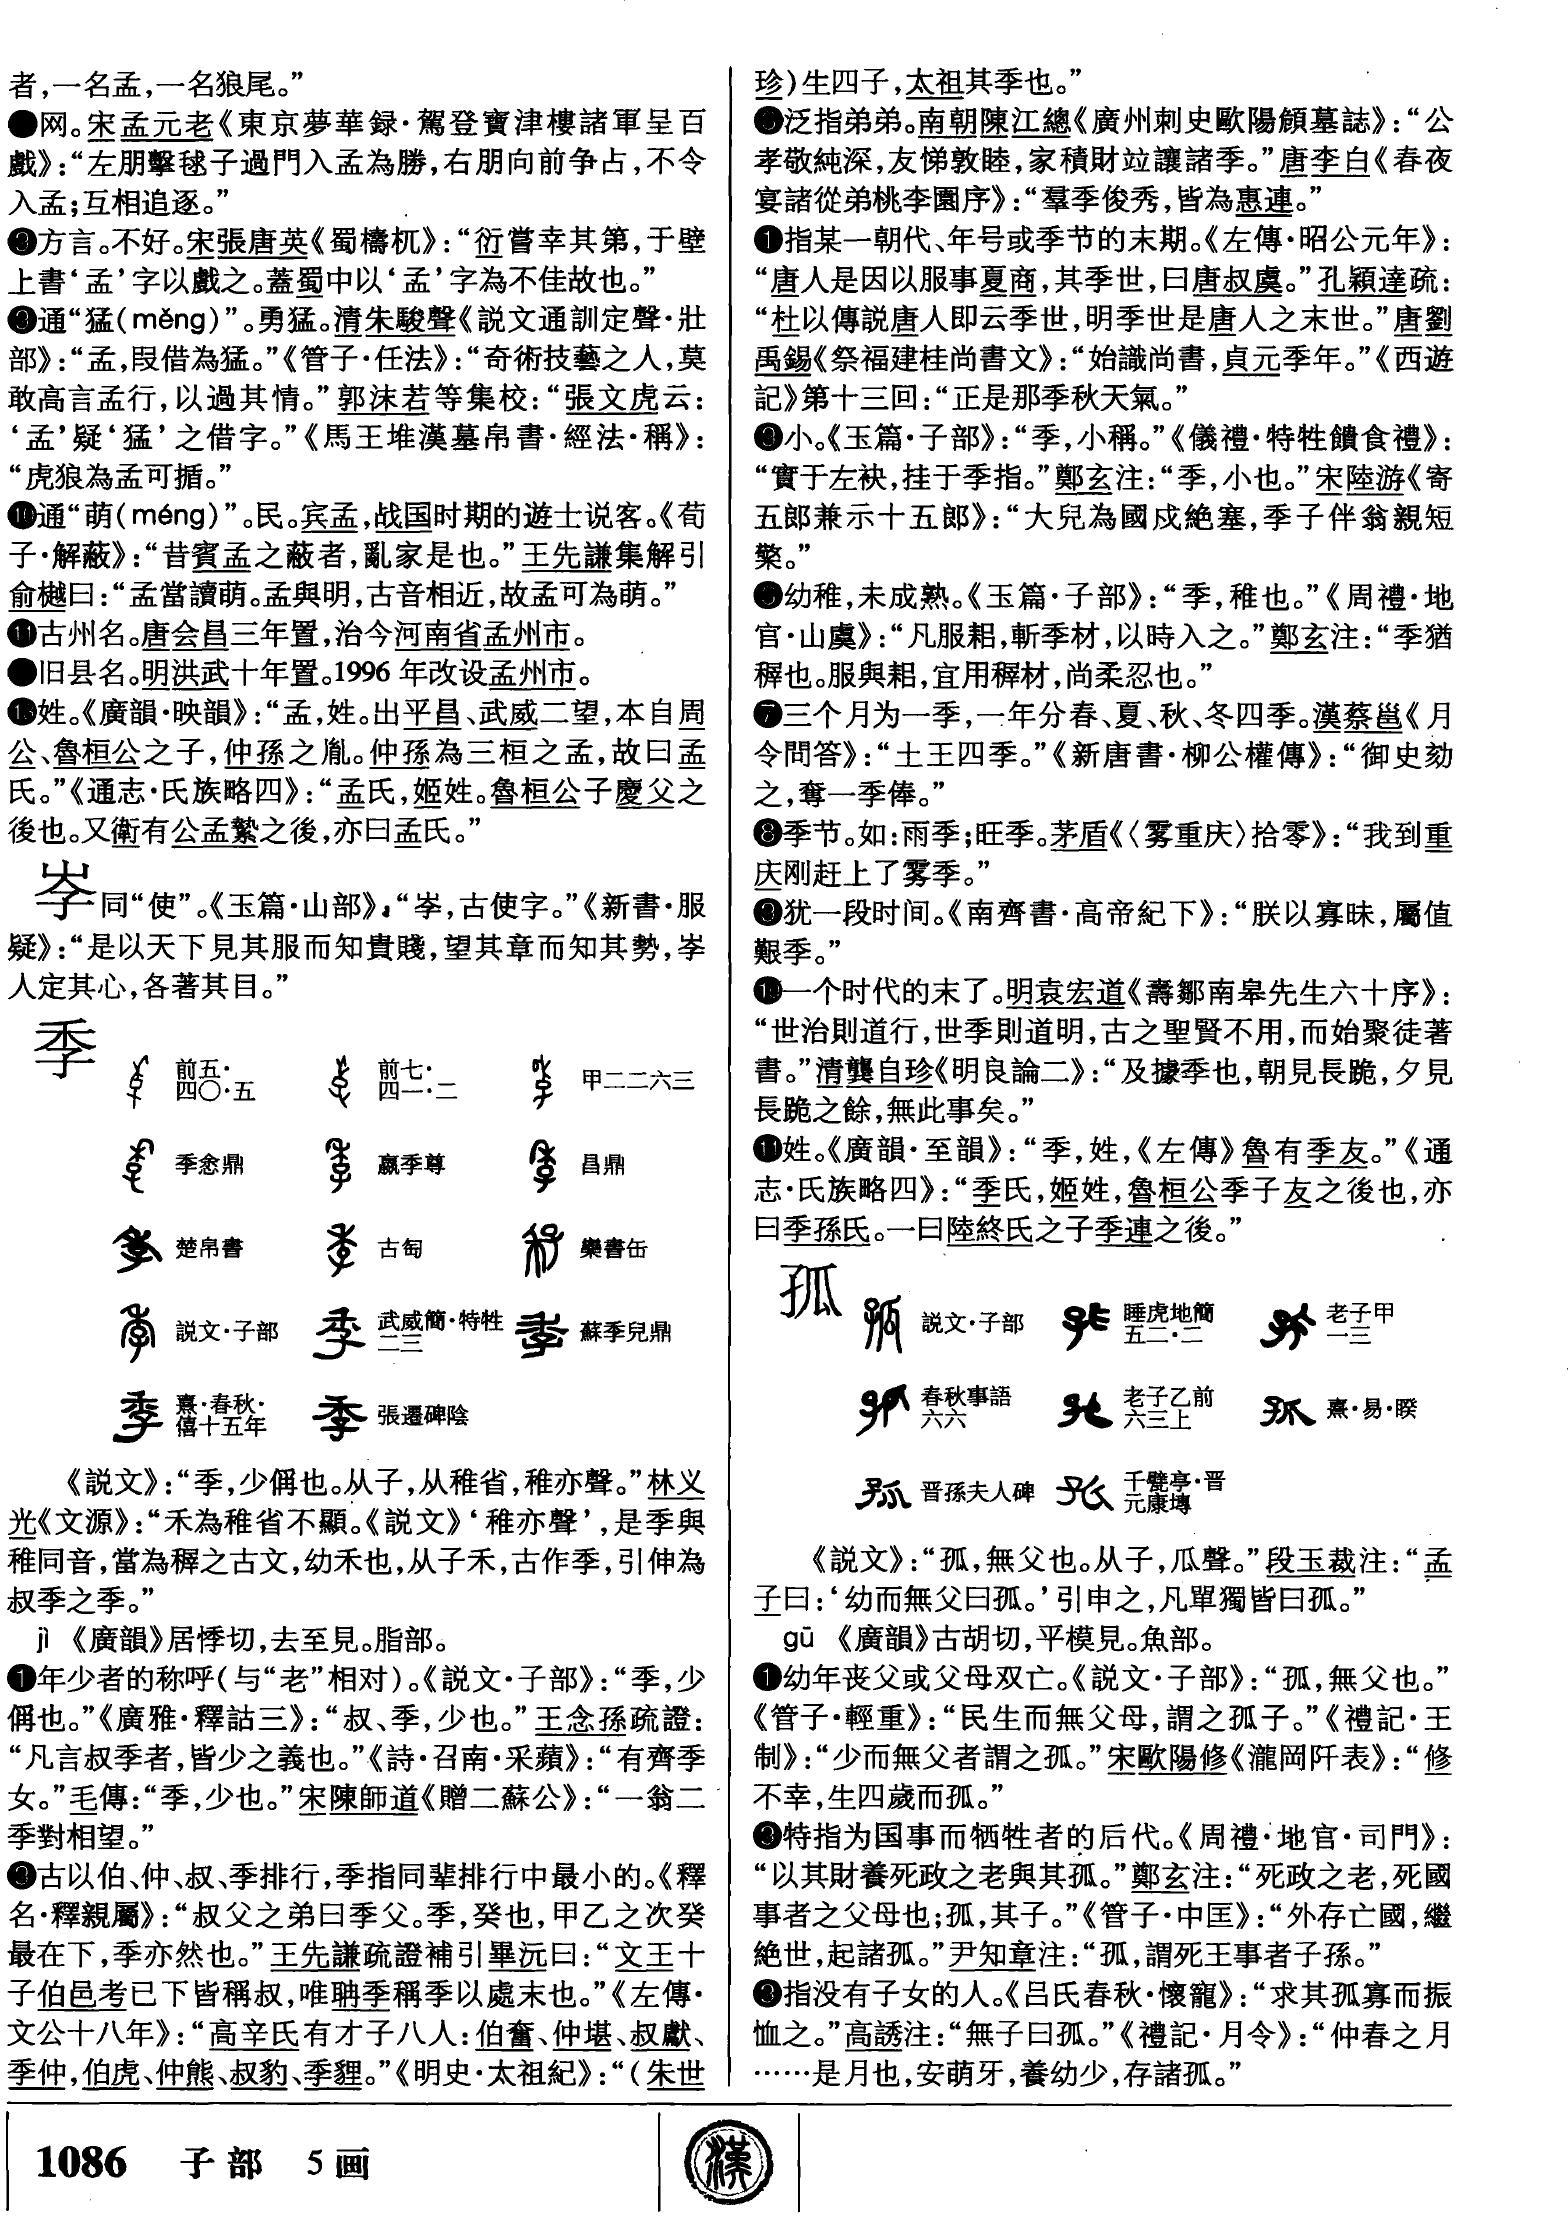 者,一名孟,一名狼尾。”
●网。宋孟元老《東京夢華録·駕登寶津樓諸軍呈百
戲》:“左朋擊毬子過門入孟為勝,右朋向前争占,不令
入孟;互相追逐。”
方言。不好。宋張唐英《蜀檮杌》:“衍嘗幸其第,于壁
上書‘孟’字以戲之。蓋蜀中以‘孟’字為不佳故也。”
通“猛(měng)”。勇猛。清朱駿聲《説文通訓定聲·壯
部》:“孟,叚借為猛。”《管子·任法》:“奇術技藝之人,莫
敢高言孟行,以過其情。”郭沫若等集校:“張文虎云:
‘孟’疑‘猛’之借字。”《馬王堆漢墓帛書·經法·稱》:
“虎狼為孟可揗。”
❿通“萌(méng)”。民。宾孟,战国时期的遊士说客。《荀
子·解蔽》:“昔賓孟之蔽者,亂家是也。”王先謙集解引
俞樾曰:“孟當讀萌。孟與明,古音相近,故孟可為萌。”
⓫古州名。唐会昌三年置,治今河南省孟州市。
●旧县名。明洪武十年置。1996年改设孟州市。
⓭姓。《廣韻·映韻》:“孟,姓。出平昌、武威二望,本自周
公、魯桓公之子,仲孫之胤。仲孫為三桓之孟,故曰孟
氏。”《通志·氏族略四》:“孟氏,姬姓。魯桓公子慶父之
後也。又衛有公孟縶之後,亦曰孟氏。”
㞨同“使”。《玉篇·山部》:“㞨,古使字。”《新書·服
疑》:“是以天下見其服而知貴賤,望其章而知其勢,㞨
人定其心,各著其目。”
季
前五·四〇·五 前七·四一·二 甲二二六三
季悆鼎 嬴季尊 昌鼎
楚帛書 古匋 欒書缶
説文·子部 武威簡·特牲二三 蘇季兒鼎
熹·春秋·僖十五年 張遷碑陰
《説文》:“季,少偁也。从子,从稚省,稚亦聲。”林义
光《文源》:“禾為稚省不顯。《説文》‘稚亦聲’,是季與
稚同音,當為稺之古文,幼禾也,从子禾,古作季,引伸為
叔季之季。”
jì 《廣韻》居悸切,去至見。脂部。
❶年少者的称呼(与“老”相对)。《説文·子部》:“季,少
偁也。”《廣雅·釋詁三》:“叔、季,少也。”王念孫疏證:
“凡言叔季者,皆少之義也。”《詩·召南·采蘋》:“有齊季
女。”毛傳:“季,少也。”宋陳師道《贈二蘇公》:“一翁二
季對相望。”
古以伯、仲、叔、季排行,季指同辈排行中最小的。《釋
名·釋親屬》:“叔父之弟曰季父。季,癸也,甲乙之次癸
最在下,季亦然也。”王先謙疏證補引畢沅曰:“文王十
子伯邑考已下皆稱叔,唯聃季稱季以處末也。”《左傳·
文公十八年》:“高辛氏有才子八人:伯奮、仲堪、叔獻、
季仲,伯虎、仲熊、叔豹、季貍。”《明史·太祖紀》:“(朱世
珍)生四子,太祖其季也。”
泛指弟弟。南朝陳江總《廣州刺史歐陽頠墓誌》:“公
孝敬純深,友悌敦睦,家積財竝讓諸季。”唐李白《春夜
宴諸從弟桃李園序》:“羣季俊秀,皆為惠連。”
指某一朝代、年号或季节的末期。《左傳·昭公元年》:
“唐人是因以服事夏商,其季世,曰唐叔虞。”孔穎達疏:
“杜以傳説唐人即云季世,明季世是唐人之末世。”唐劉
禹錫《祭福建桂尚書文》:“始識尚書,貞元季年。”《西遊
記》第十三回:“正是那季秋天氣。”
小。《玉篇·子部》:“季,小稱。”《儀禮·特牲饋食禮》:
“實于左袂,挂于季指。”鄭玄注:“季,小也。”宋陸游《寄
五郎兼示十五郎》:“大兒為國戍絶塞,季子伴翁親短
檠。”
幼稚,未成熟。《玉篇·子部》:“季,稚也。”《周禮·地
官·山虞》:“凡服耜,斬季材,以時入之。”鄭玄注:“季猶
稺也。服與耜,宜用稺材,尚柔忍也。”
❼三个月为一季,一年分春、夏、秋、冬四季。漢蔡邕《月
令問答》:“土王四季。”《新唐書·柳公權傳》:“御史劾
之,奪一季俸。”
❽季节。如:雨季;旺季。茅盾《〈雾重庆〉拾零》:“我到重
庆刚赶上了雾季。”
犹一段时间。《南齊書·高帝紀下》:“朕以寡昧,屬值
艱季。”
❿一个时代的末了。明袁宏道《壽鄒南皋先生六十序》:
“世治則道行,世季則道明,古之聖賢不用,而始聚徒著
書。”清龔自珍《明良論二》:“及據季也,朝見長跪,夕見
長跪之餘,無此事矣。”
⓫姓。《廣韻·至韻》:“季,姓,《左傳》魯有季友。”《通
志·氏族略四》:“季氏,姬姓,魯桓公季子友之後也,亦
曰季孫氏。一曰陸終氏之子季連之後。”
孤
説文·子部 睡虎地簡五二·二 老子甲一三
春秋事語六六 老子乙前六三上 熹·易·睽
晋孫夫人碑 千甓亭·晋元康塼
《説文》:“孤,無父也。从子,瓜聲。”段玉裁注:“孟
子曰:‘幼而無父曰孤。’引申之,凡單獨皆曰孤。”
gū 《廣韻》古胡切,平模見。魚部。
❶幼年丧父或父母双亡。《説文·子部》:“孤,無父也。”
《管子·輕重》:“民生而無父母,謂之孤子。”《禮記·王
制》:“少而無父者謂之孤。”宋歐陽修《瀧岡阡表》:“修
不幸,生四歲而孤。”
特指为国事而牺牲者的后代。《周禮·地官·司門》:
“以其財養死政之老與其孤。”鄭玄注:“死政之老,死國
事者之父母也;孤,其子。”《管子·中匡》:“外存亡國,繼
絶世,起諸孤。”尹知章注:“孤,謂死王事者子孫。”
❸指没有子女的人。《吕氏春秋·懷寵》:“求其孤寡而振
恤之。”高誘注:“無子曰孤。”《禮記·月令》:“仲春之月
……是月也,安萌牙,養幼少,存諸孤。”
1086 子部 5画
漢